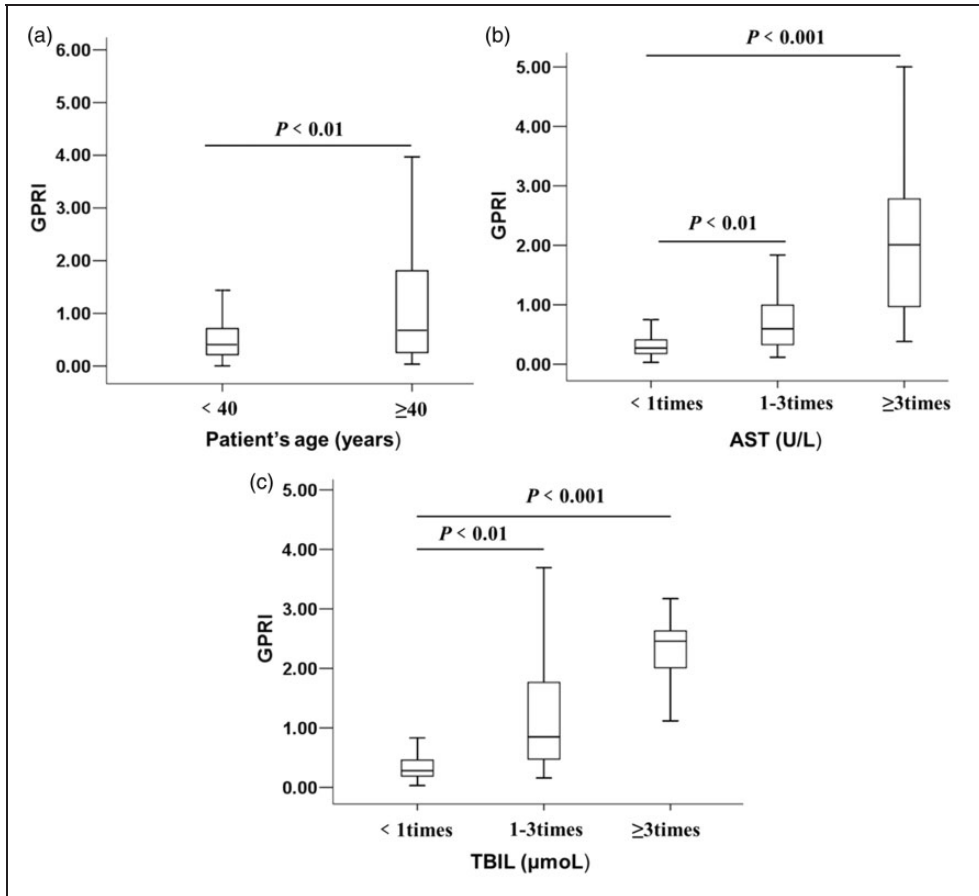 (a)
6.00
5.00
4.00
3.00
2.00
1.00
0.00
GPRI
P < 0.01
< 40
≥40
Patient's age (years)
(b)
5.00
4.00
3.00
2.00
1.00
0.00
GPRI
P < 0.001
P < 0.01
< 1times
1-3times
≥3times
AST (U/L)
(c)
5.00
4.00
3.00
2.00
1.00
0.00
GPRI
P < 0.001
P < 0.01
< 1times
1-3times
≥3times
TBIL (μmoL)